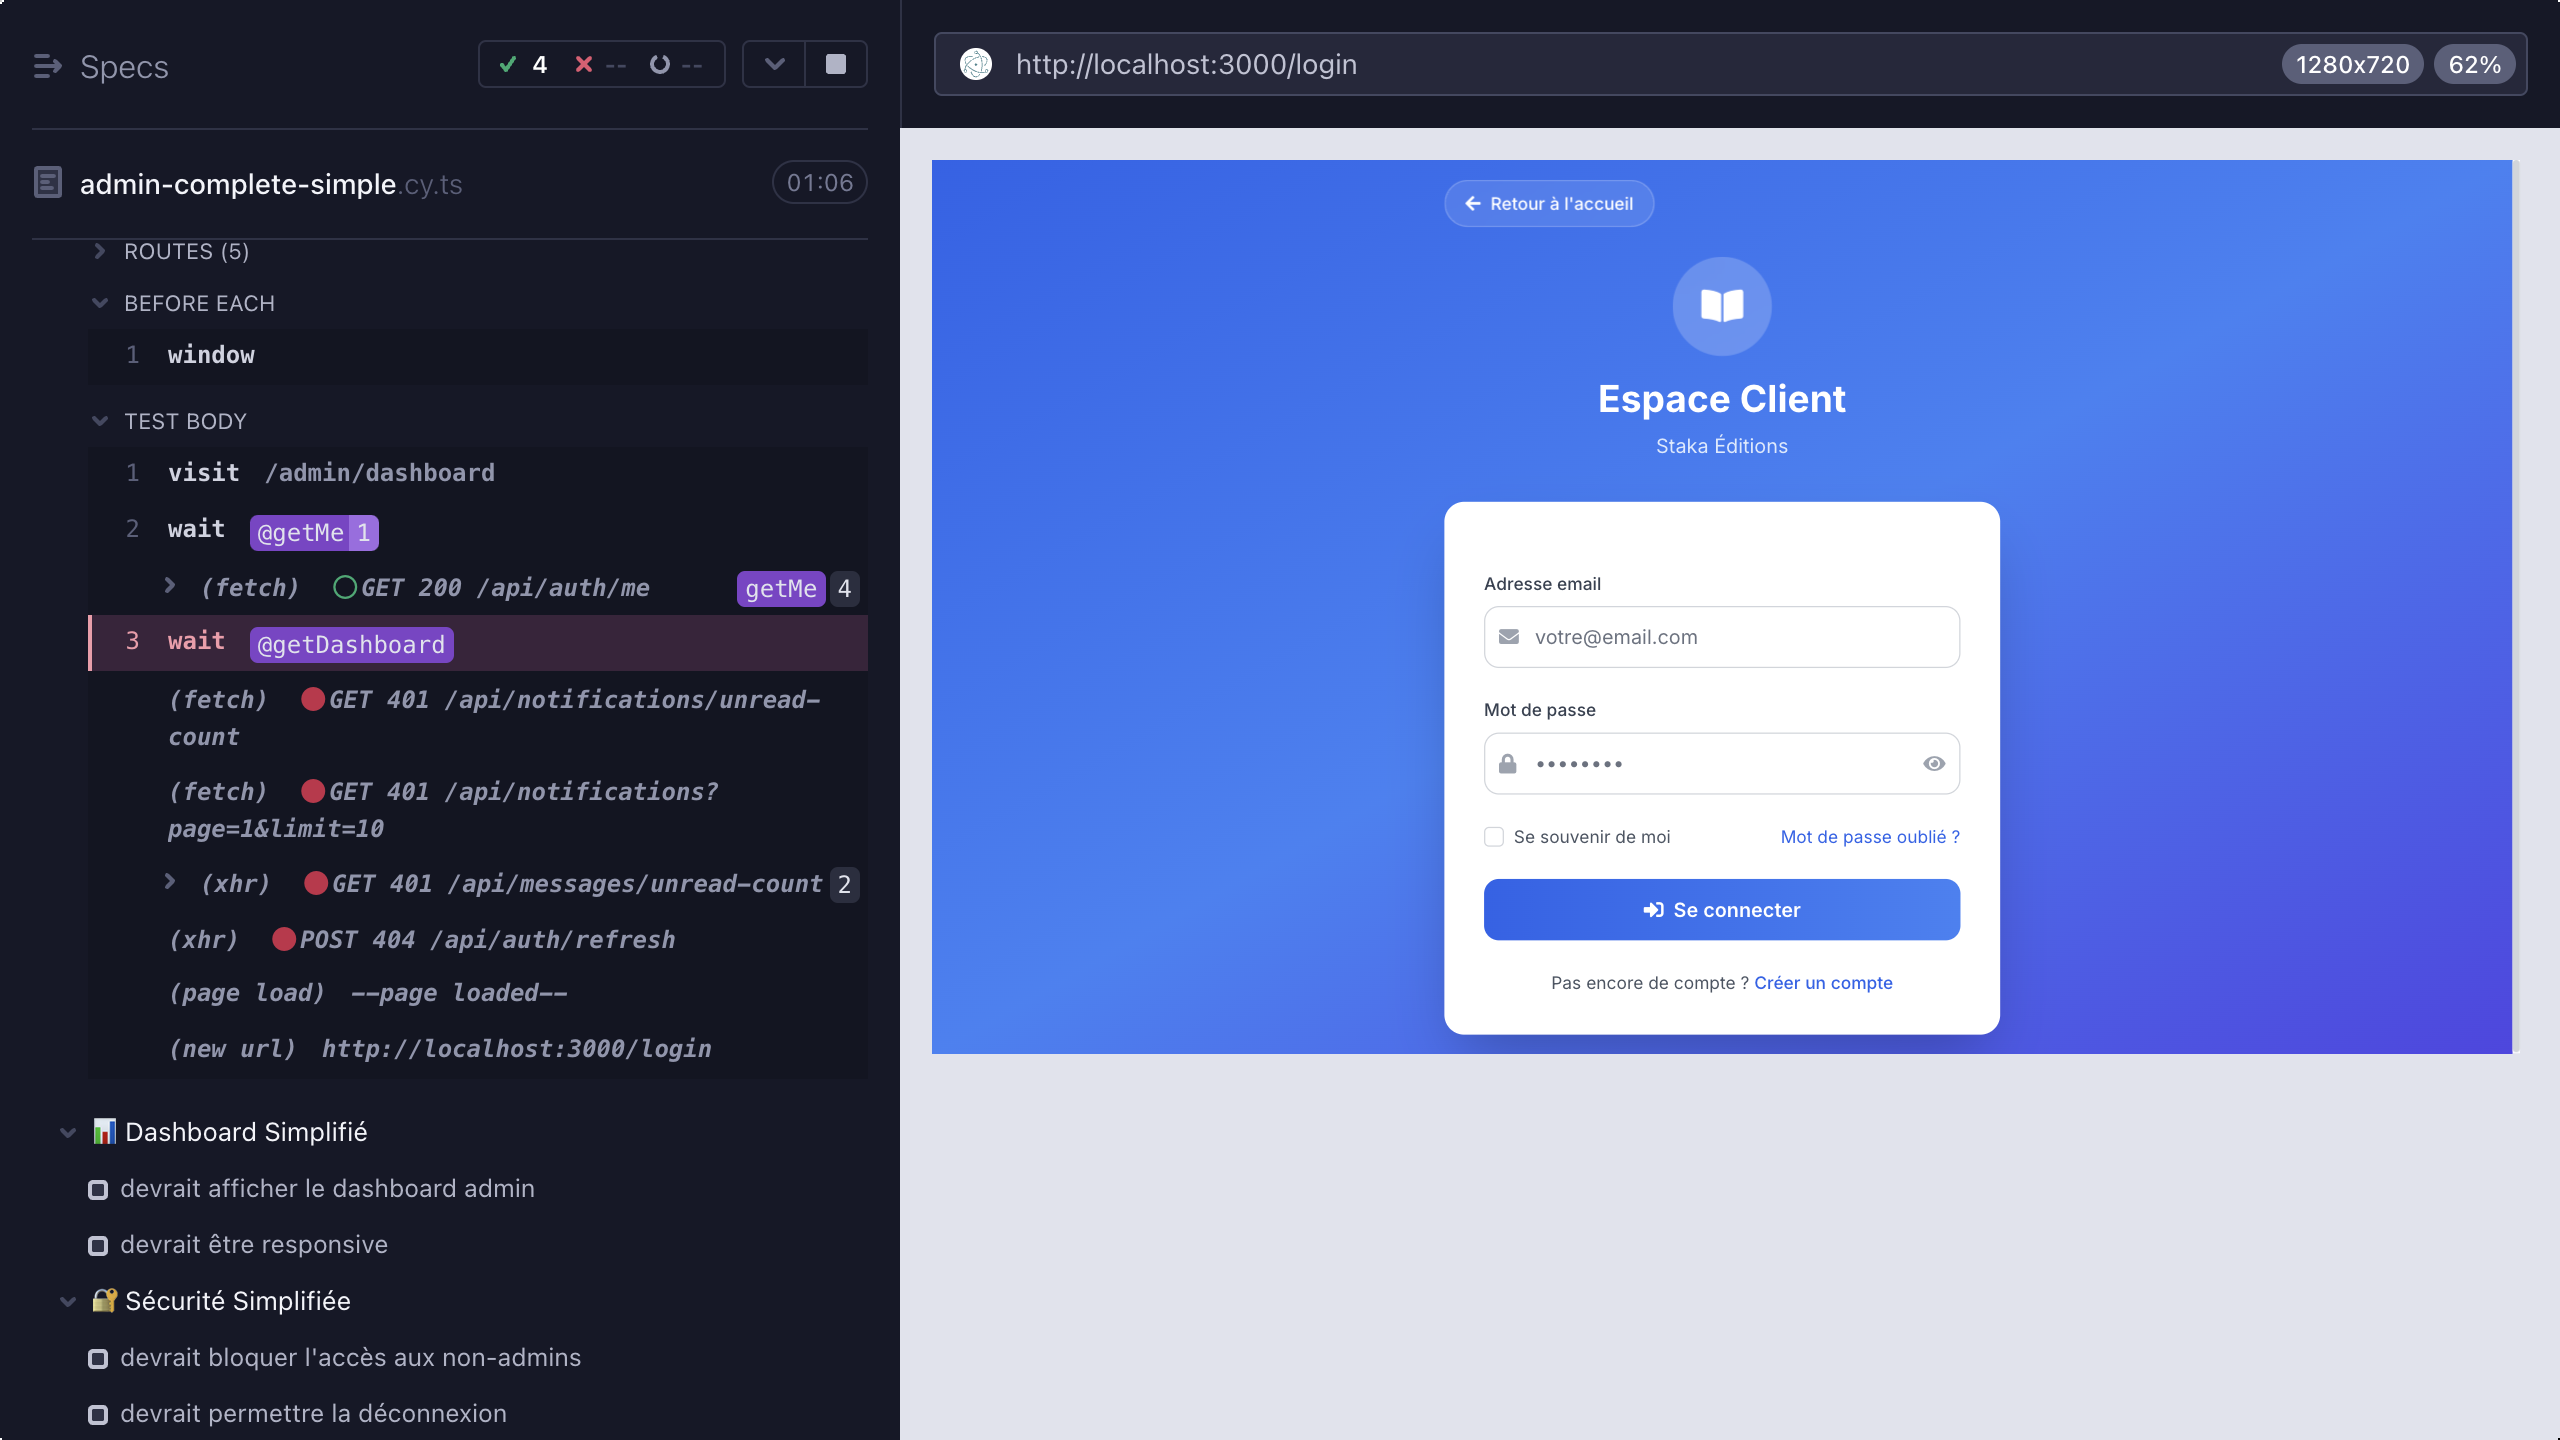 Specs
4 -- --
admin-complete-simple.cy.ts 01:06
ROUTES (5)
BEFORE EACH
1 window
TEST BODY
1 visit /admin/dashboard
2 wait @getMe 1
(fetch) GET 200 /api/auth/me getMe 4
3 wait @getDashboard
(fetch) GET 401 /api/notifications/unread-
count
(fetch) GET 401 /api/notifications?
page=1&limit=10
(xhr) GET 401 /api/messages/unread-count 2
(xhr) POST 404 /api/auth/refresh
(page load) --page loaded--
(new url) http://localhost:3000/login
📊 Dashboard Simplifié
devrait afficher le dashboard admin
devrait être responsive
🔐 Sécurité Simplifiée
devrait bloquer l'accès aux non-admins
devrait permettre la déconnexion
http://localhost:3000/login 1280x720 62%
Retour à l'accueil
Espace Client
Staka Éditions
Adresse email
votre@email.com
Mot de passe
••••••••
Se souvenir de moi Mot de passe oublié ?
Se connecter
Pas encore de compte ? Créer un compte